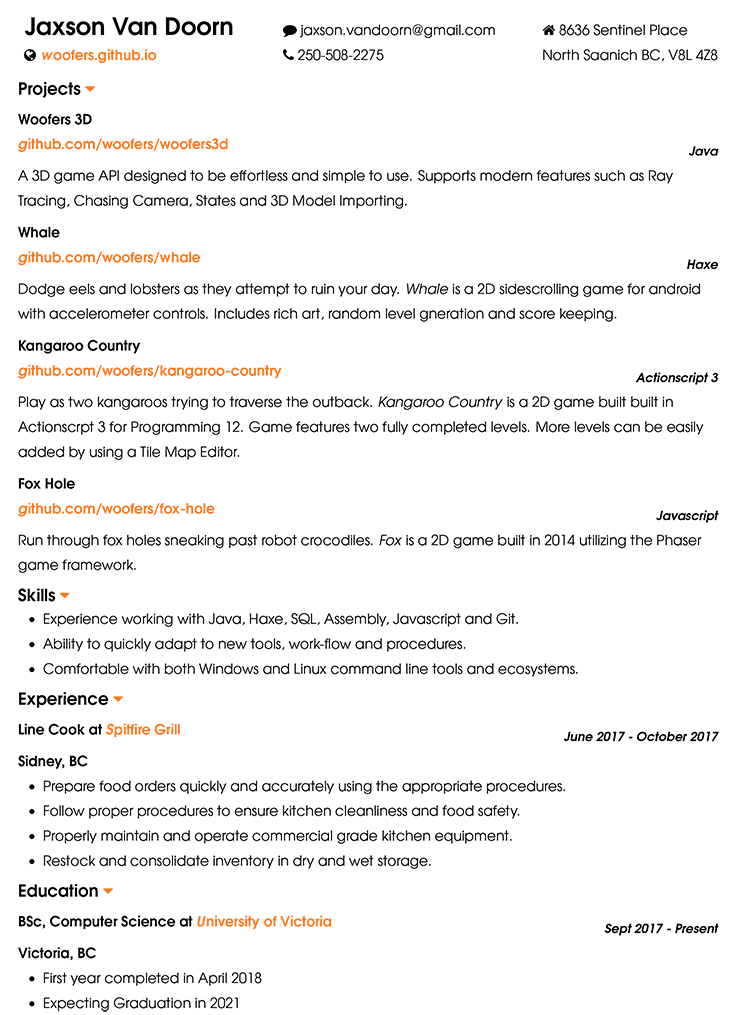 Jaxson Van Doorn
jaxson.vandoorn@gmail.com
8636 Sentinel Place
woofers.github.io
250-508-2275
North Saanich BC, V8L 4Z8
Projects
Woofers 3D
github.com/woofers/woofers3d
Java
A 3D game API designed to be effortless and simple to use. Supports modern features such as Ray
Tracing, Chasing Camera, States and 3D Model Importing.
Whale
github.com/woofers/whale
Haxe
Dodge eels and lobsters as they attempt to ruin your day. Whale is a 2D sidescrolling game for android
with accelerometer controls. Includes rich art, random level gneration and score keeping.
Kangaroo Country
github.com/woofers/kangaroo-country
Actionscript 3
Play as two kangaroos trying to traverse the outback. Kangaroo Country is a 2D game built built in
Actionscrpt 3 for Programming 12. Game features two fully completed levels. More levels can be easily
added by using a Tile Map Editor.
Fox Hole
github.com/woofers/fox-hole
Javascript
Run through fox holes sneaking past robot crocodiles. Fox is a 2D game built in 2014 utilizing the Phaser
game framework.
Skills
• Experience working with Java, Haxe, SQL, Assembly, Javascript and Git.
• Ability to quickly adapt to new tools, work-flow and procedures.
• Comfortable with both Windows and Linux command line tools and ecosystems.
Experience
Line Cook at Spitfire Grill
June 2017 - October 2017
Sidney, BC
• Prepare food orders quickly and accurately using the appropriate procedures.
• Follow proper procedures to ensure kitchen cleanliness and food safety.
• Properly maintain and operate commercial grade kitchen equipment.
• Restock and consolidate inventory in dry and wet storage.
Education
BSc, Computer Science at University of Victoria
Sept 2017 - Present
Victoria, BC
• First year completed in April 2018
• Expecting Graduation in 2021